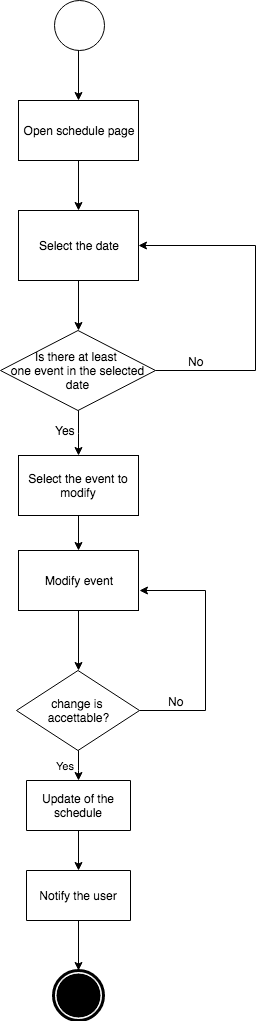 Open schedule page
Select the date
Is there at least
one event in the selected
date
No
Yes
Select the event to
modify
Modify event
change is
accettable?
No
Yes
Update of the
schedule
Notify the user